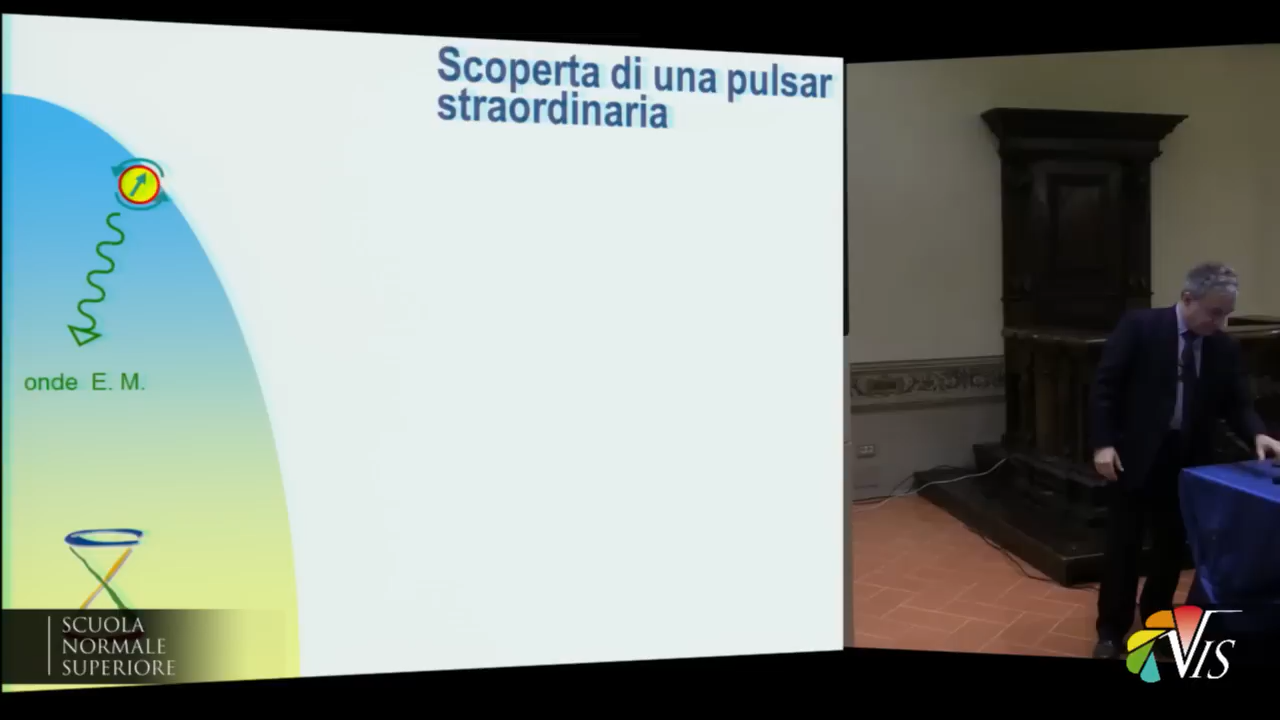 Scoperta di una pulsar
straordinaria
onde E. M.
SCUOLA
NORMALE
SUPERIORE
VIS